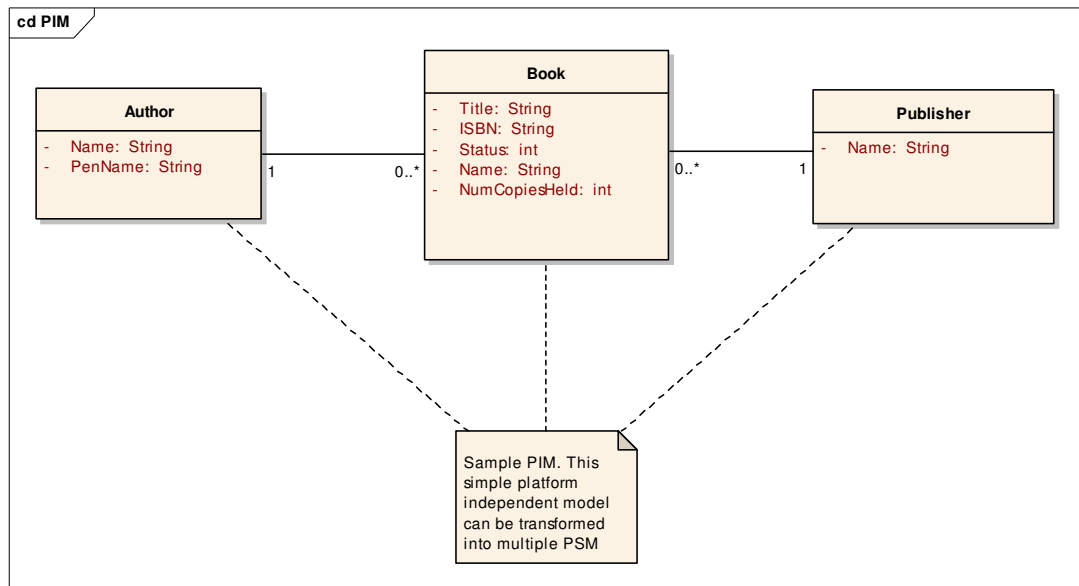 cd PIM
Author
- Name: String
- PenName: String
Book
- Title: String
- ISBN: String
- Status: int
- Name: String
- NumCopiesHeld: int
Publisher
- Name: String
1
0..*
0..*
1
Sample PIM. This
simple platform
independent model
can be transformed
into multiple PSM